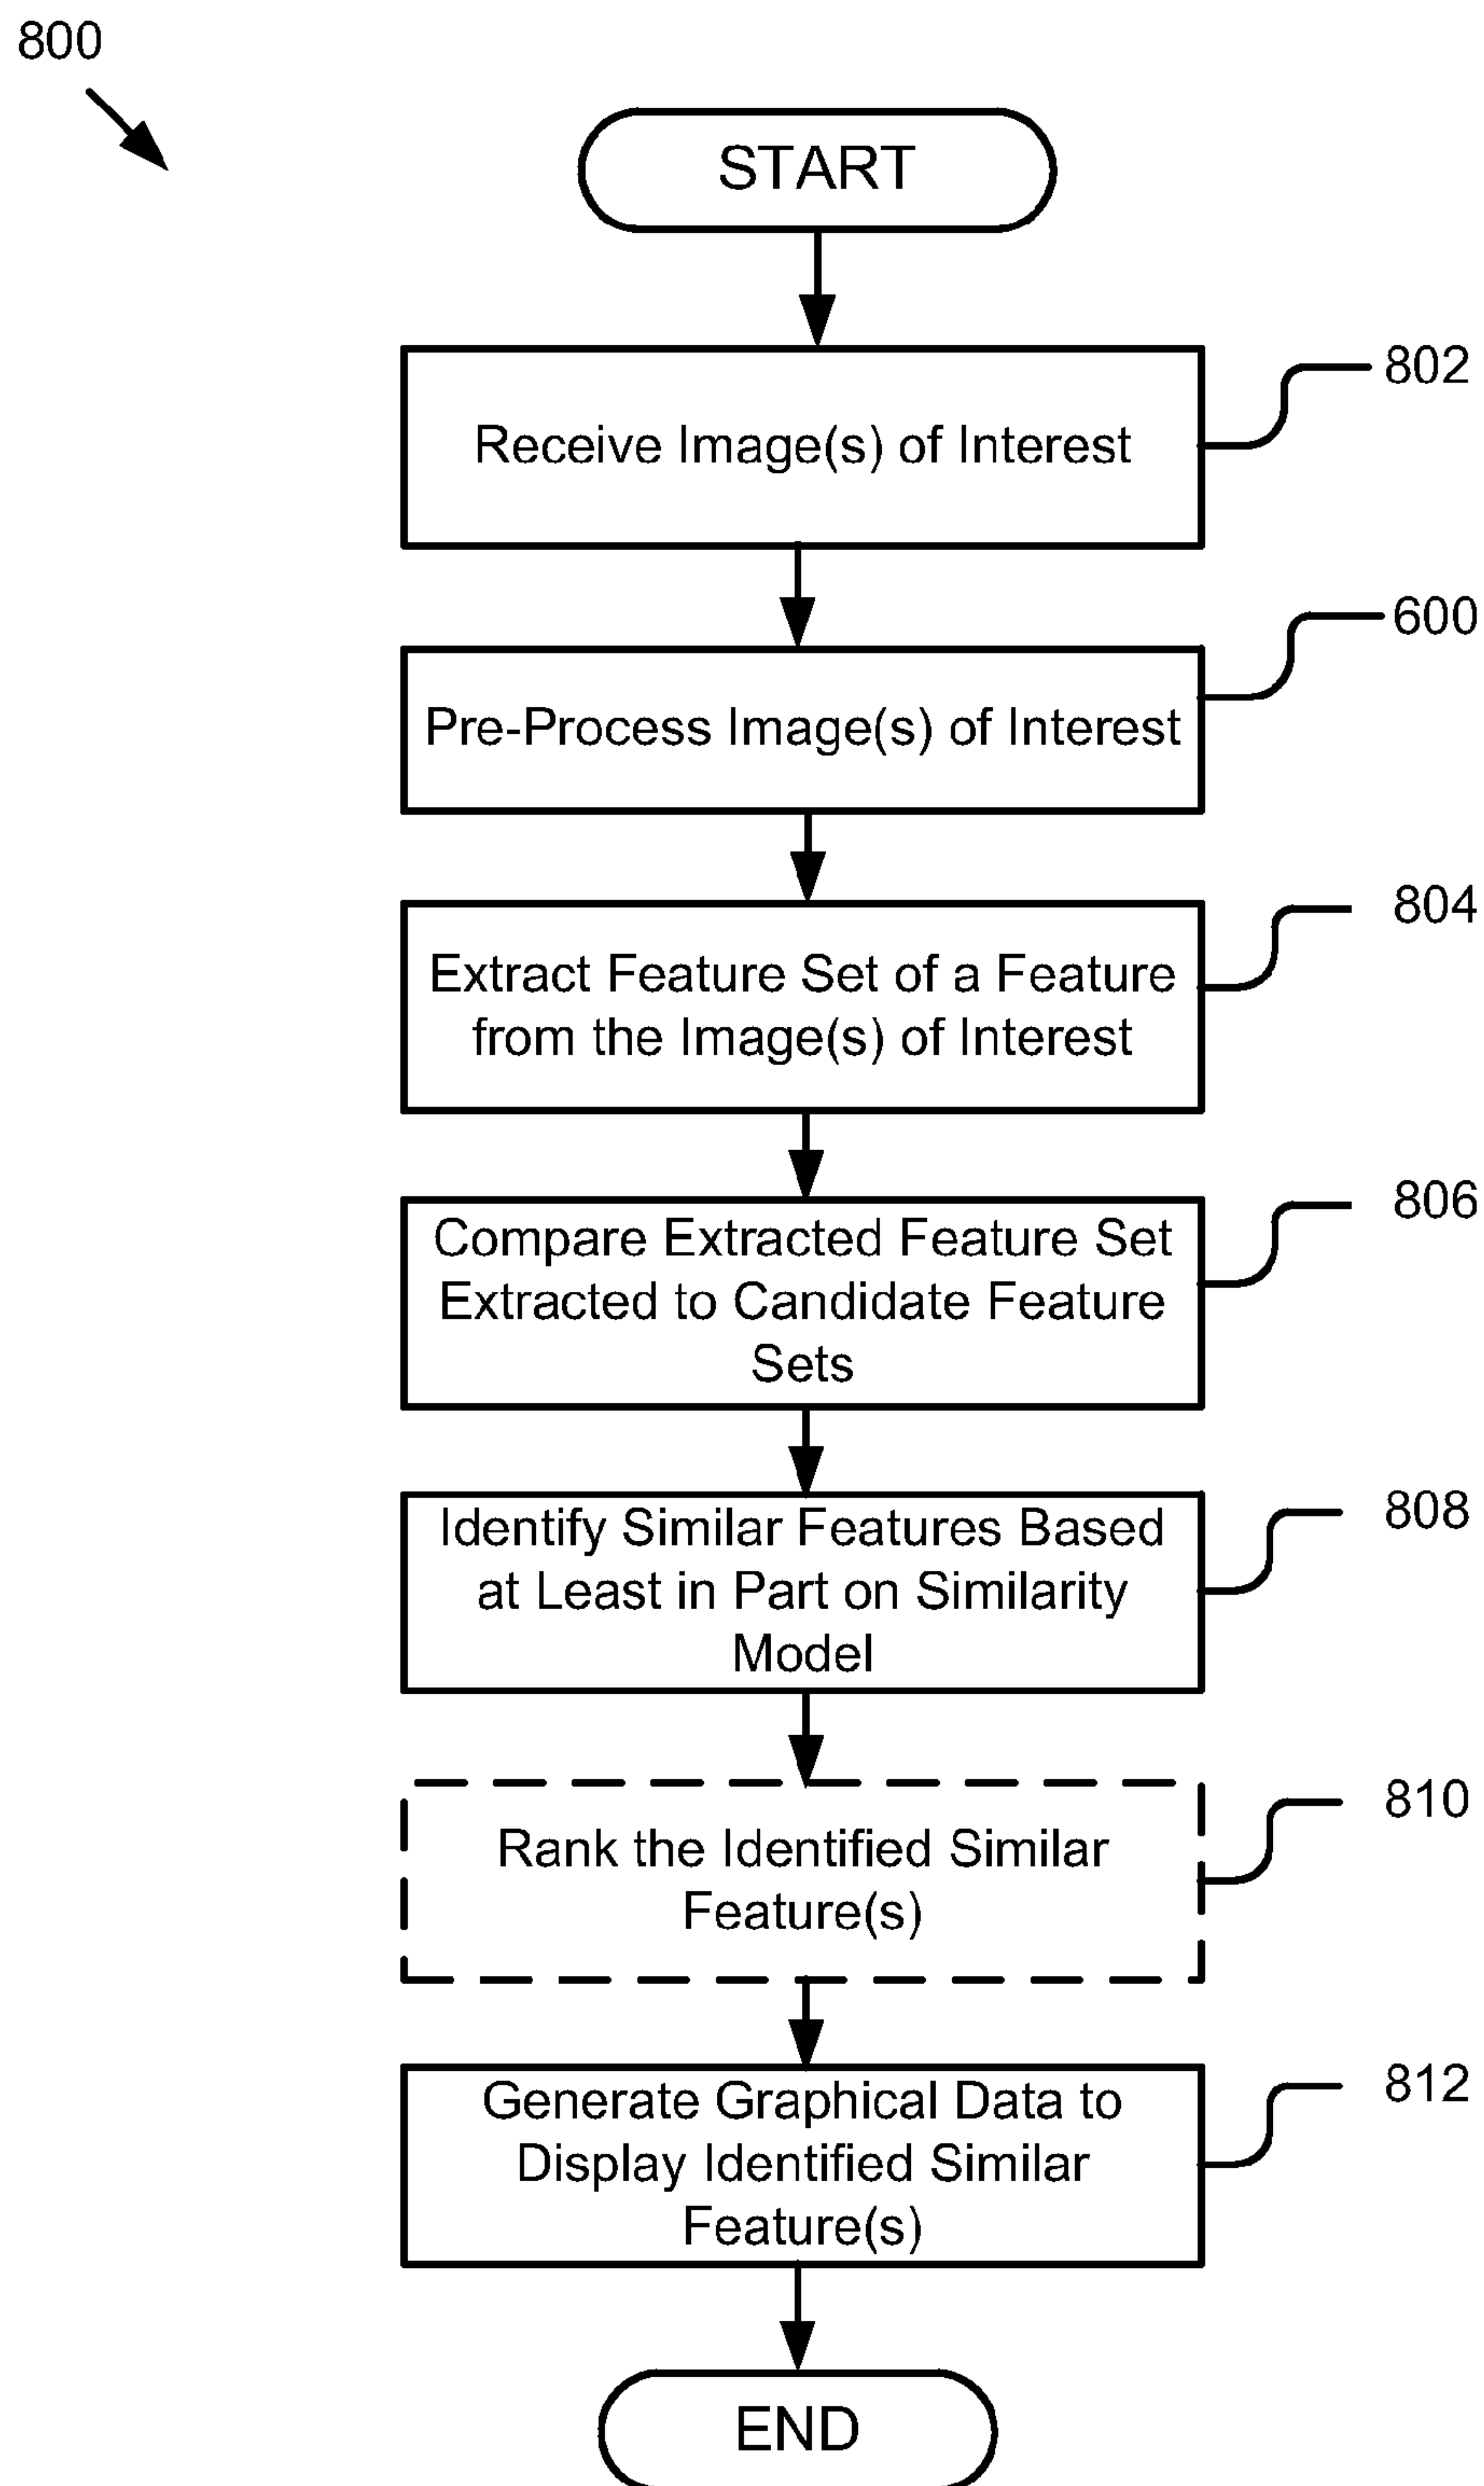 800
START
Receive Image(s) of Interest
802
Pre-Process Image(s) of Interest
600
Extract Feature Set of a Feature
from the Image(s) of Interest
804
Compare Extracted Feature Set
Extracted to Candidate Feature
Sets
806
Identify Similar Features Based
at Least in Part on Similarity
Model
808
Rank the Identified Similar
Feature(s)
810
Generate Graphical Data to
Display Identified Similar
Feature(s)
812
END